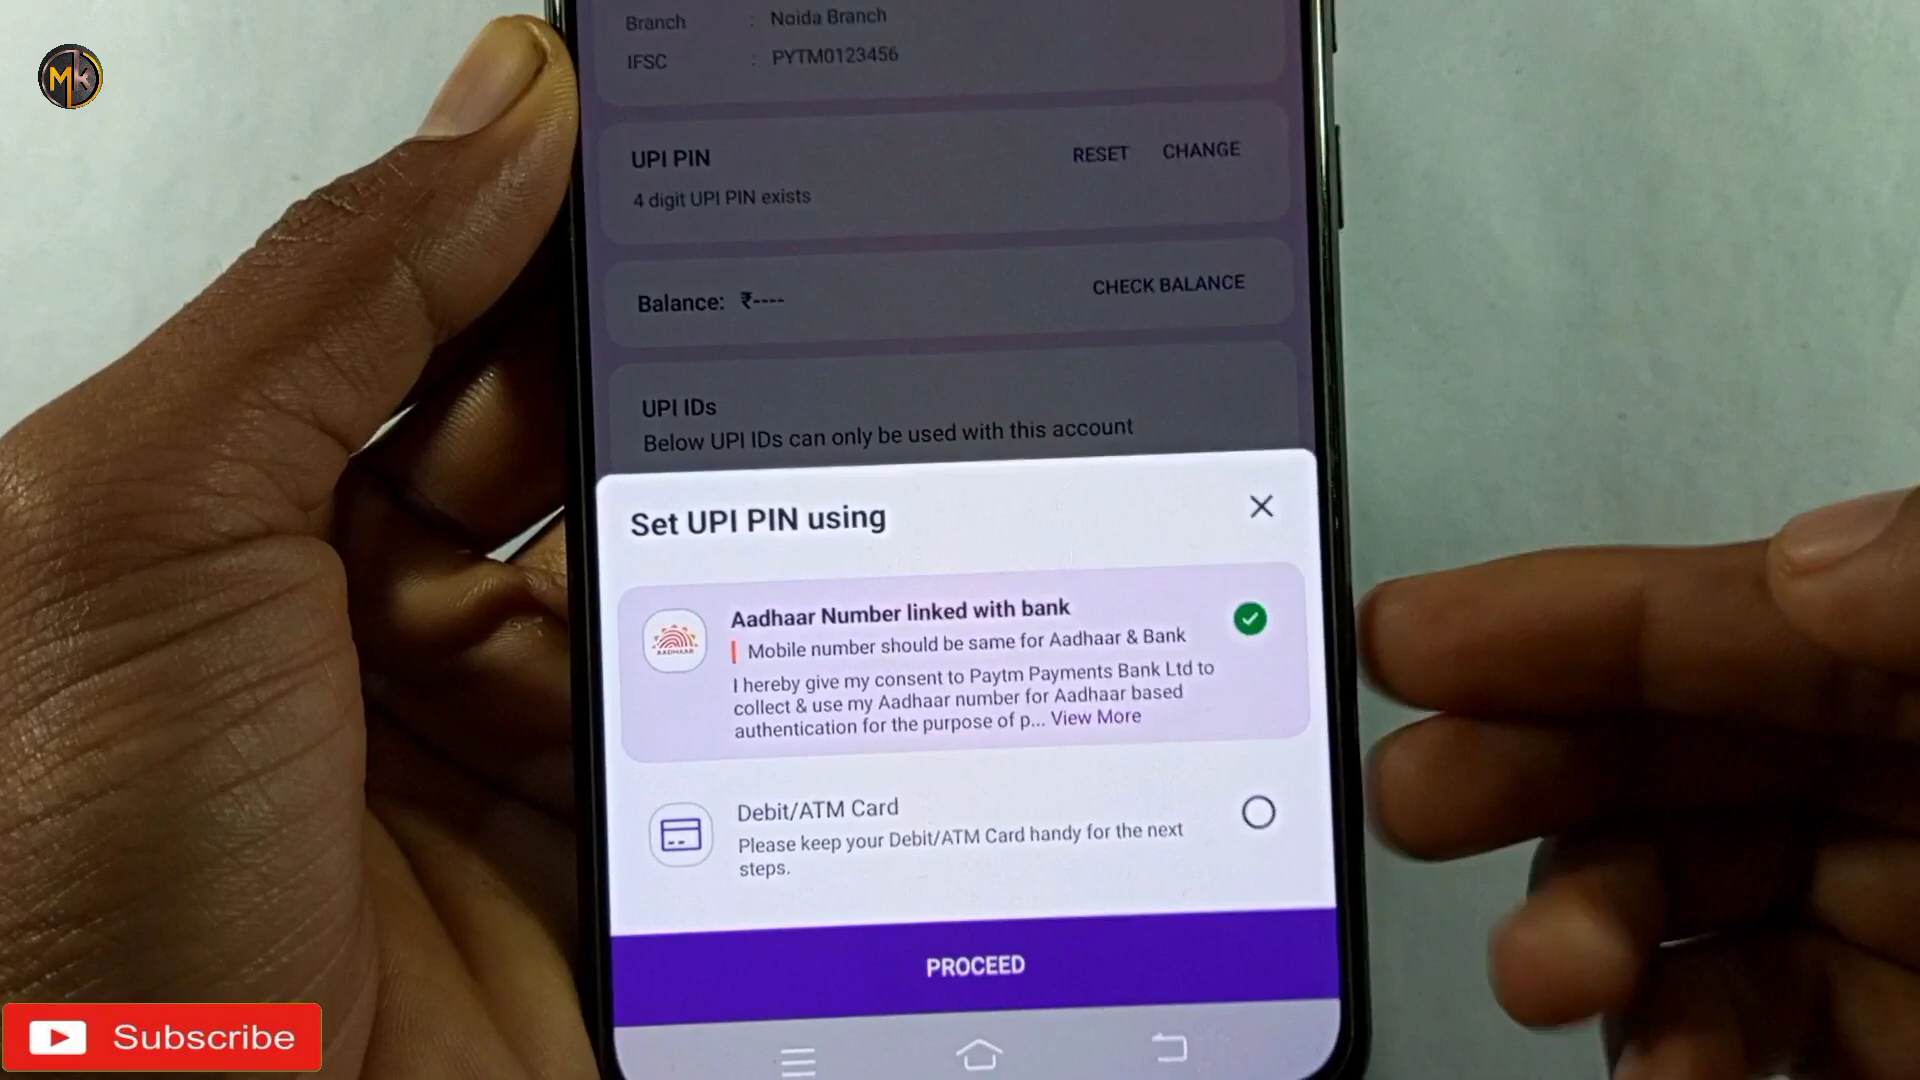 Mk
Branch : Noida Branch
IFSC : PYTM0123456
UPI PIN RESET CHANGE
4 digit UPI PIN exists
Balance: ₹---- CHECK BALANCE
UPI IDs
Below UPI IDs can only be used with this account
Set UPI PIN using
Aadhaar Number linked with bank
Mobile number should be same for Aadhaar & Bank
I hereby give my consent to Paytm Payments Bank Ltd to
collect & use my Aadhaar number for Aadhaar based
authentication for the purpose of p... View More
AADHAAR
Debit/ATM Card
Please keep your Debit/ATM Card handy for the next
steps.
PROCEED
Subscribe